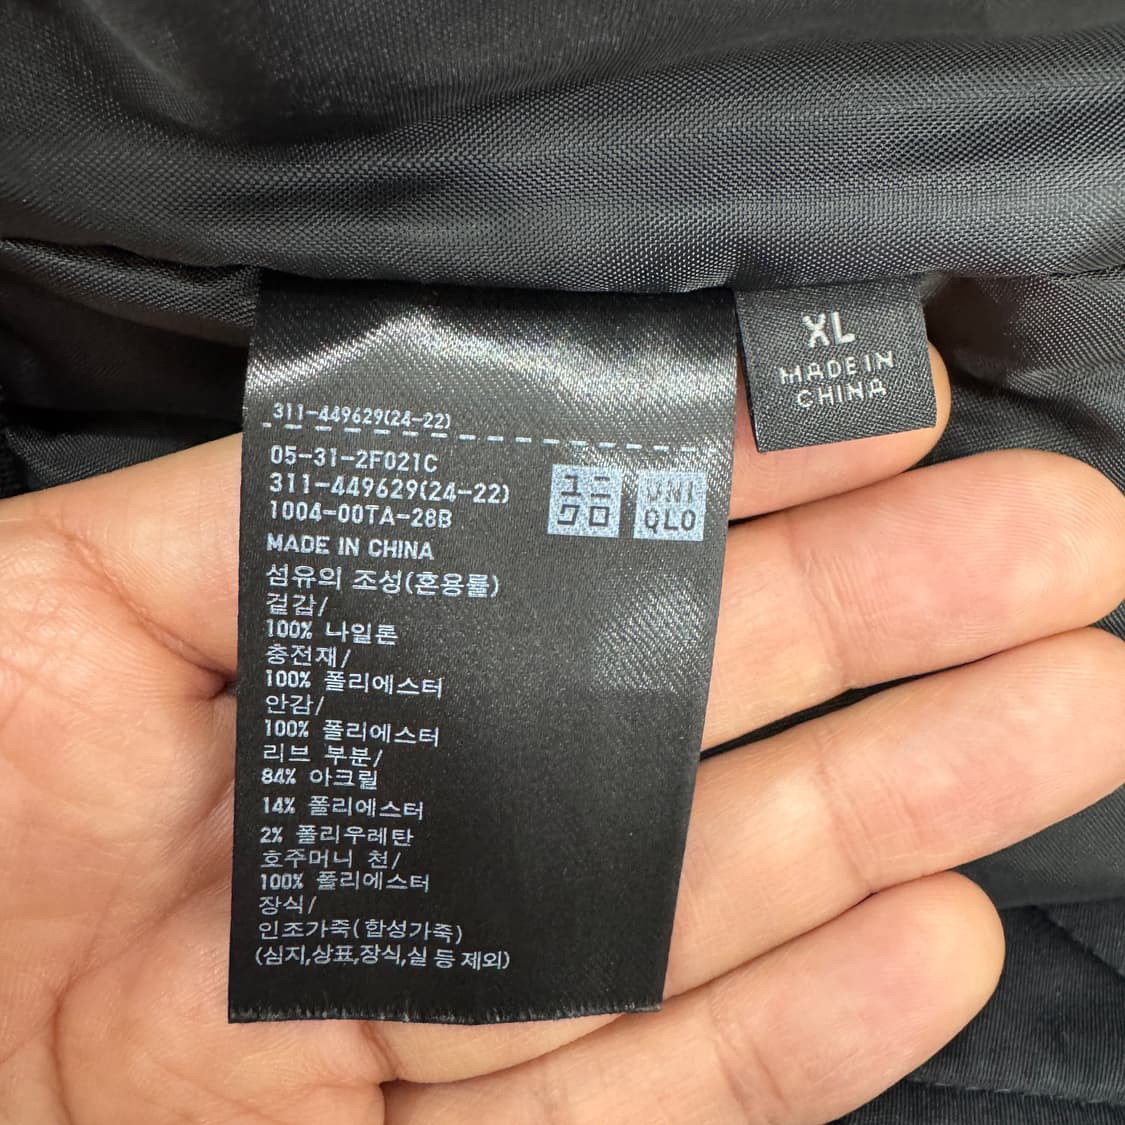 311-449629(24-22)
05-31-2F021C
311-449629(24-22)
1004-00TA-28B
MADE IN CHINA
섬유의 조성(혼용률)
겉감/
100% 나일론
충전재/
100% 폴리에스터
안감/
100% 폴리에스터
리브 부분/
84% 아크릴
14% 폴리에스터
2% 폴리우레탄
호주머니 천/
100% 폴리에스터
장식/
인조가죽(합성가죽)
(심지,상표,장식,실 등 제외)
ユニ
クロ
UNI
QLO
XL
MADE IN
CHINA